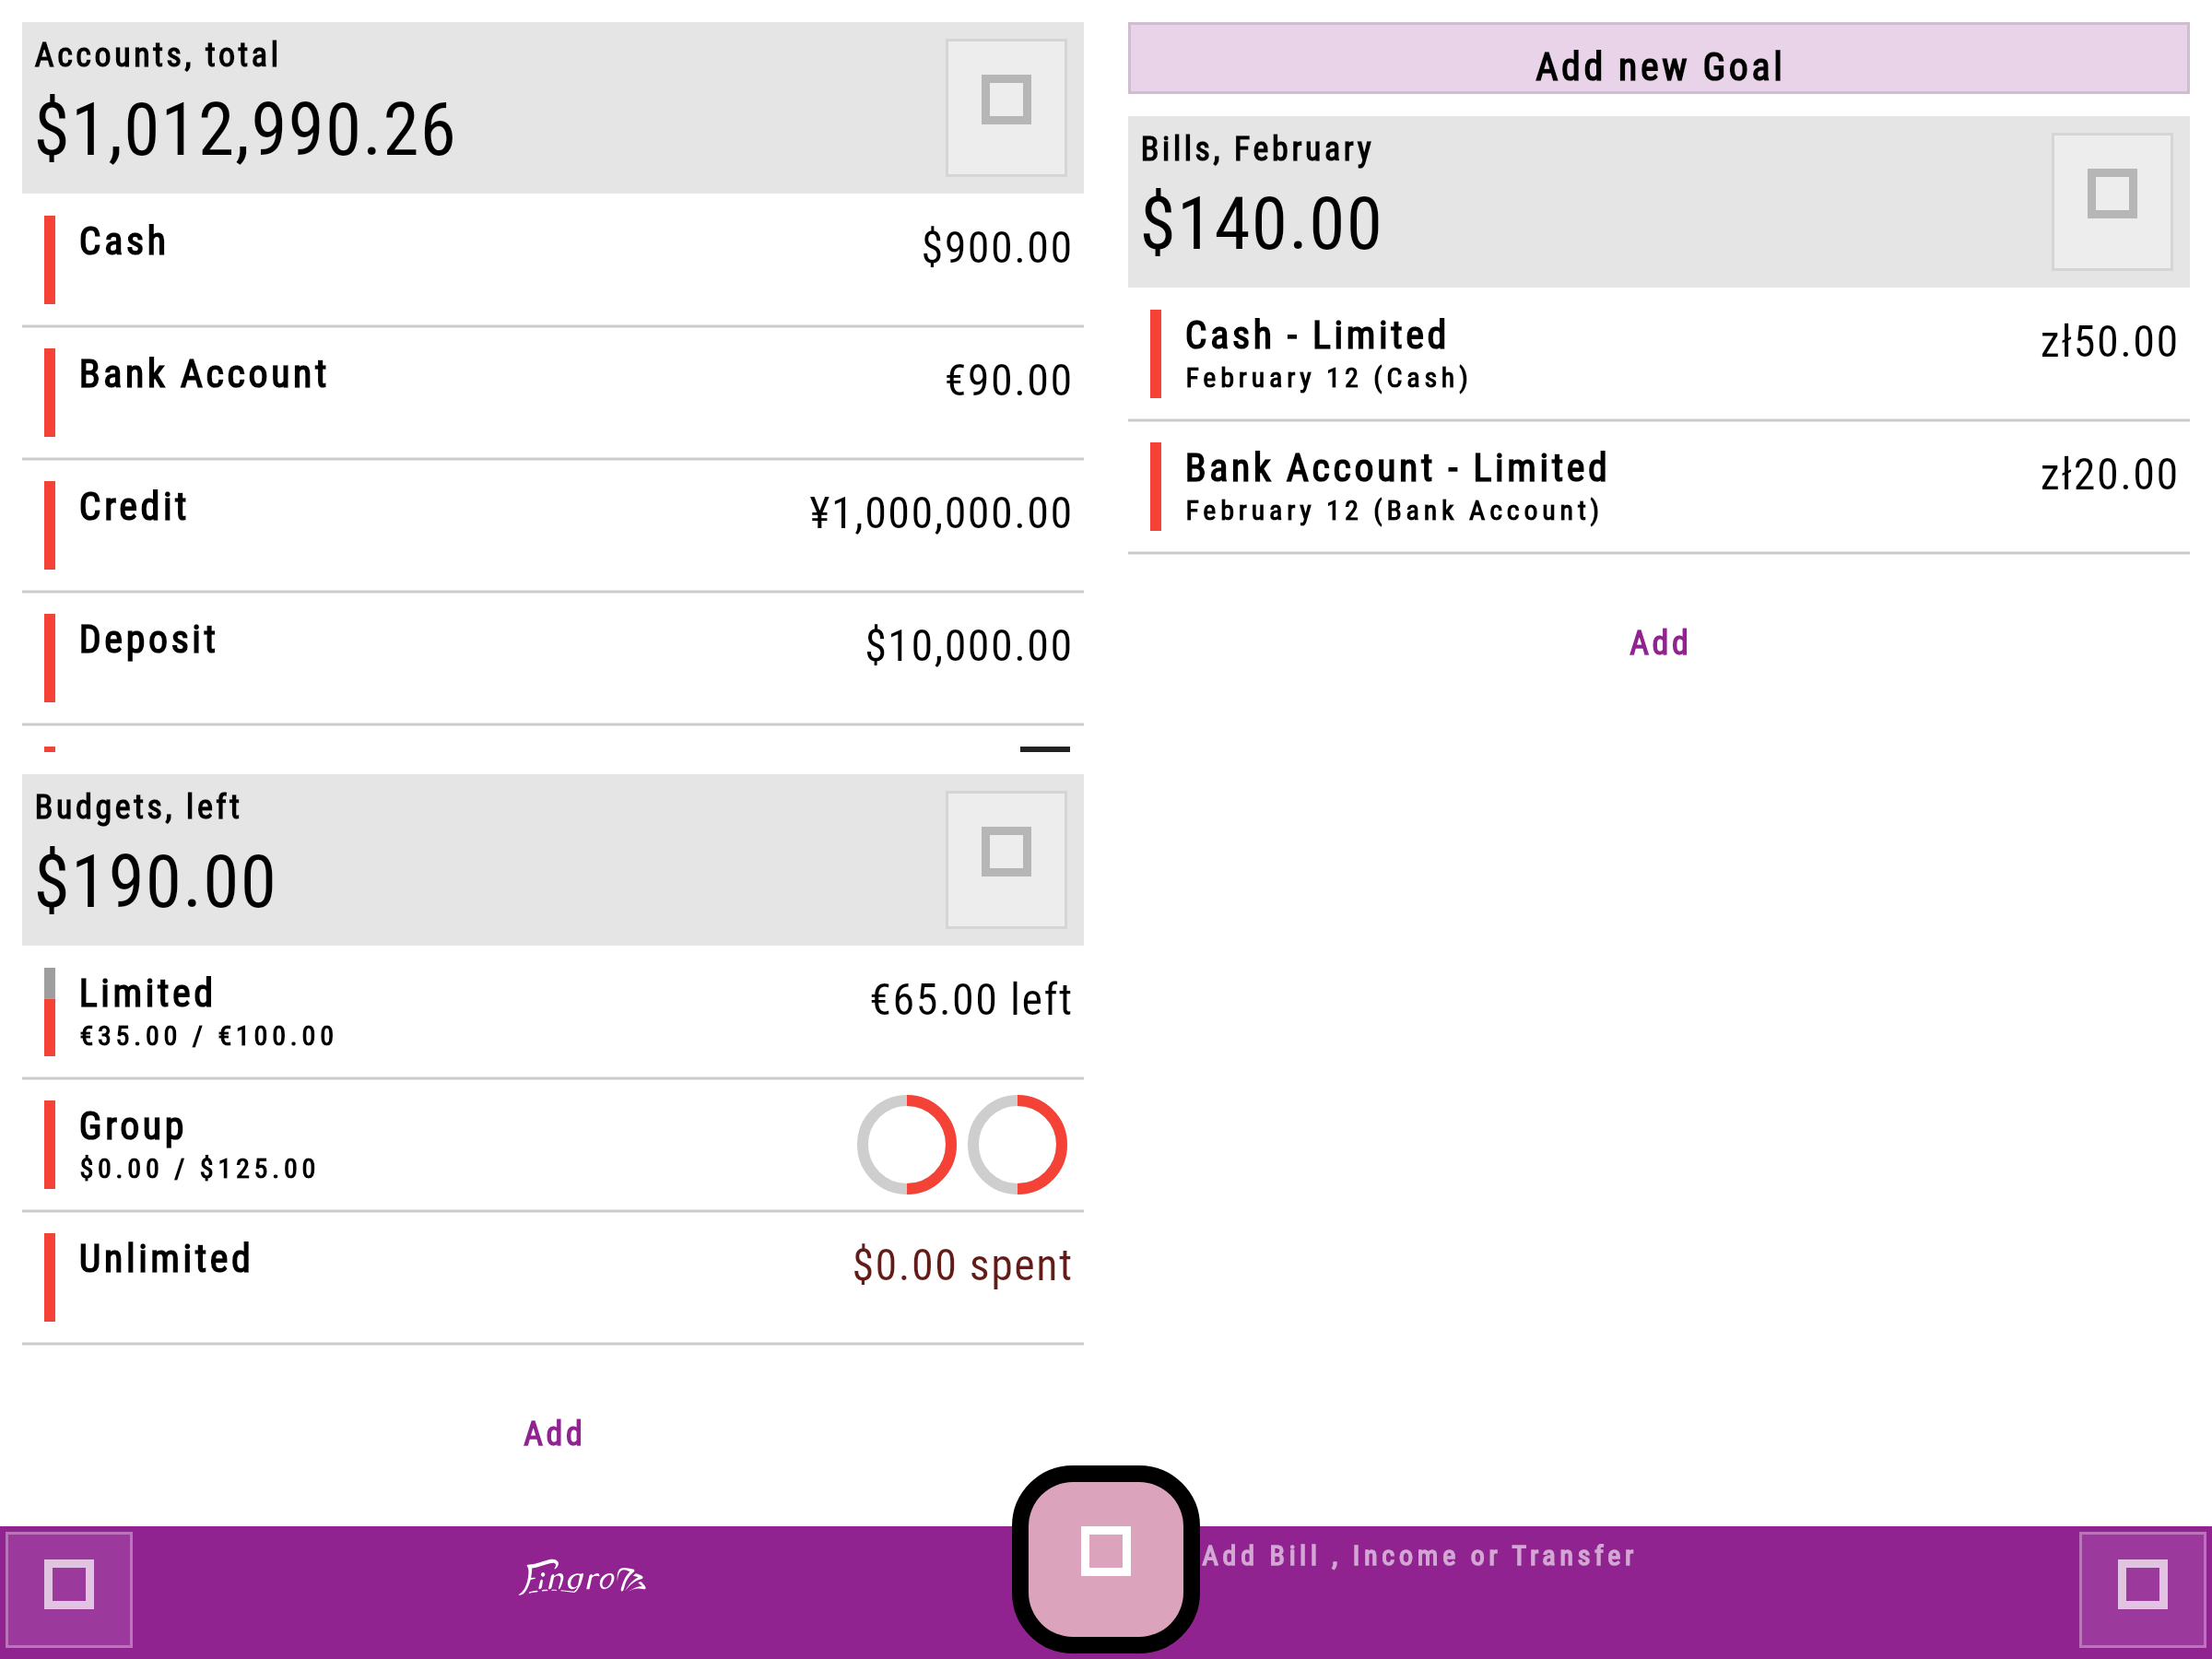 Accounts, total
$1,012,990.26
Cash
$900.00
Bank Account
€90.00
Credit
¥1,000,000.00
Deposit
$10,000.00
Budgets, left
$190.00
Limited
€65.00 left
€35.00 / €100.00
Group
$0.00 / $125.00
Unlimited
$0.00 spent
Add
Add new Goal
Bills, February
$140.00
Cash - Limited
zł50.00
February 12 (Cash)
Bank Account - Limited
zł20.00
February 12 (Bank Account)
Add
Fingro
Add Bill , Income or Transfer